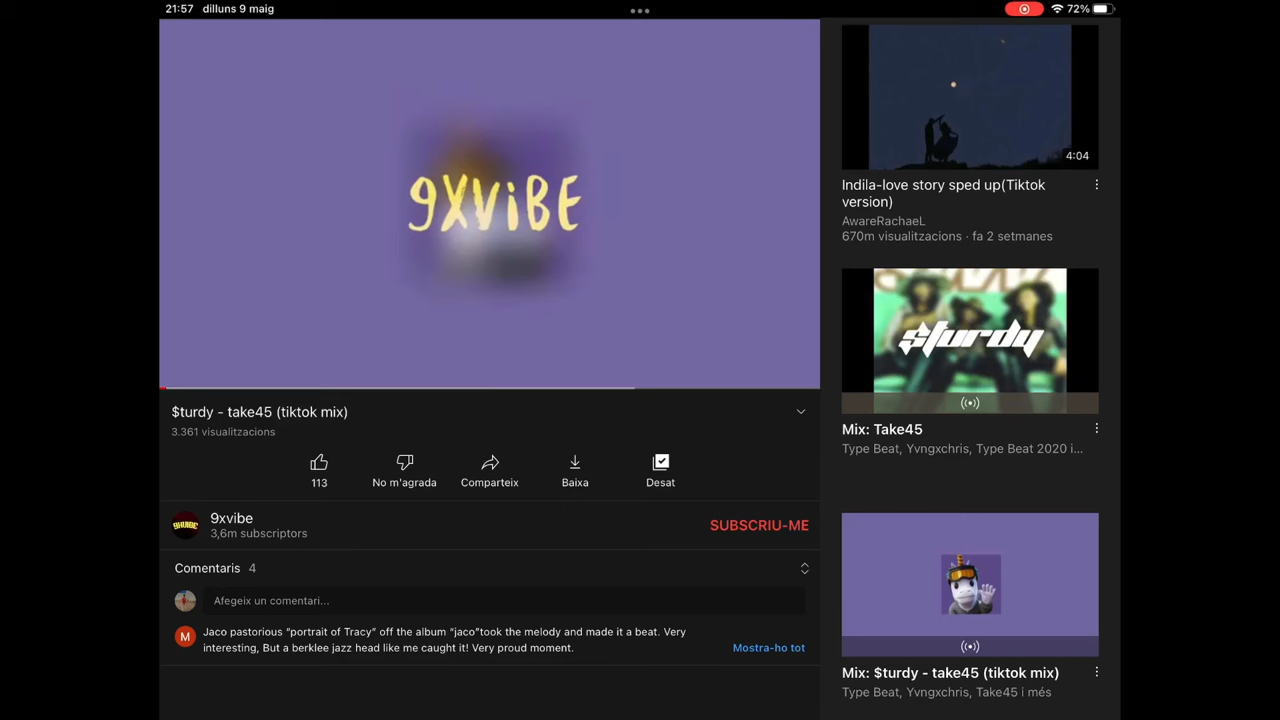 21:57 dilluns 9 maig
72%
9XViBE
$turdy - take45 (tiktok mix)
3.361 visualitzacions
113
No m'agrada
Comparteix
Baixa
Desat
9xvibe
3,6m subscriptors
SUBSCRIU-ME
Comentaris 4
Afegeix un comentari...
M
Jaco pastorious "portrait of Tracy" off the album "jaco"took the melody and made it a beat. Very
interesting, But a berklee jazz head like me caught it! Very proud moment.
Mostra-ho tot
4:04
Indila-love story sped up(Tiktok
version)
AwareRachaeL
670m visualitzacions · fa 2 setmanes
$turdy
Mix: Take45
Type Beat, Yvngxchris, Type Beat 2020 i...
Mix: $turdy - take45 (tiktok mix)
Type Beat, Yvngxchris, Take45 i més